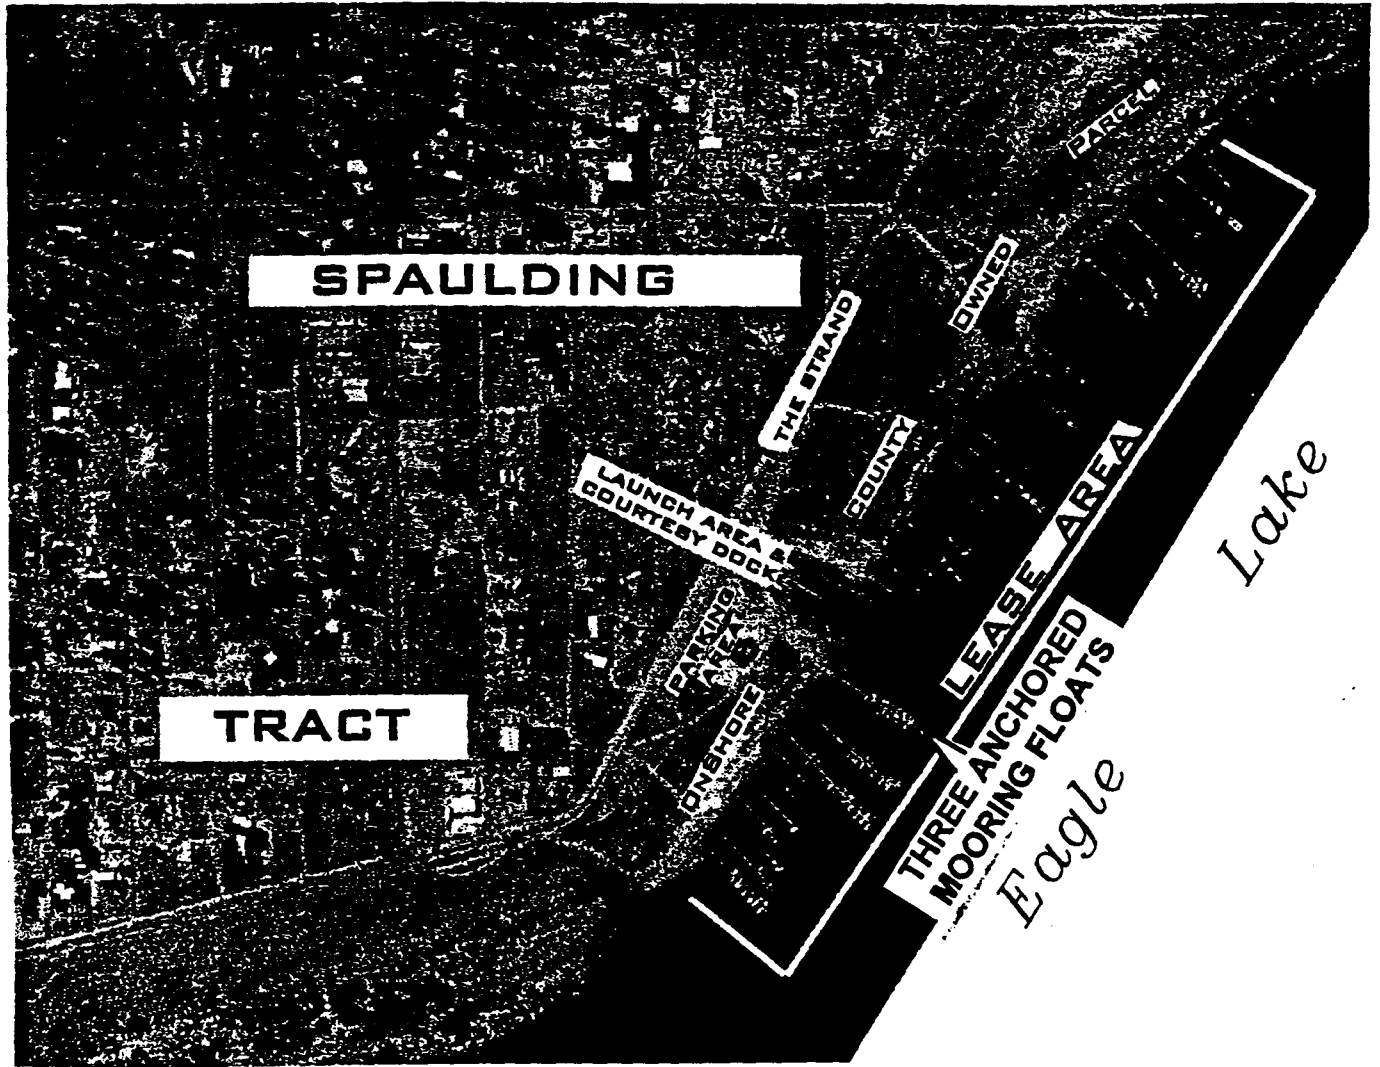 PARCEL
SPAULDING
OWNED
THE STRAND
COUNTY
LAUNCH AREA &
COURTESY DOCK
LEASE AREA
Lake
PARKING
AREA
TRACT
ONSHORE
THREE ANCHORED
MOORING FLOATS
Eagle